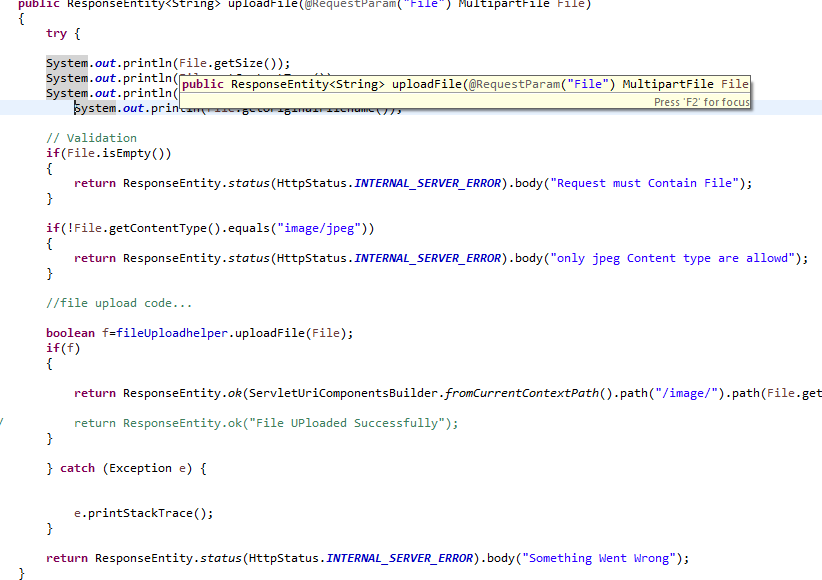 public ResponseEntity<String> uploadFile(@RequestParam("File") MultipartFile File)
{
try {
System.out.println(File.getSize());
System.out.println(
public ResponseEntity<String> uploadFile(@RequestParam("File") MultipartFile File
System.out.println(
Press 'F2' for focus
System.out.println(File.getOriginalFilename());
// Validation
if(File.isEmpty())
{
return ResponseEntity.status(HttpStatus.INTERNAL_SERVER_ERROR).body("Request must Contain File");
}
if(!File.getContentType().equals("image/jpeg"))
{
return ResponseEntity.status(HttpStatus.INTERNAL_SERVER_ERROR).body("only jpeg Content type are allowd");
}
//file upload code...
boolean f=fileUploadhelper.uploadFile(File);
if(f)
{
return ResponseEntity.ok(ServletUriComponentsBuilder.fromCurrentContextPath().path("/image/").path(File.get
/ return ResponseEntity.ok("File UPloaded Successfully");
}
} catch (Exception e) {
e.printStackTrace();
}
return ResponseEntity.status(HttpStatus.INTERNAL_SERVER_ERROR).body("Something Went Wrong");
}